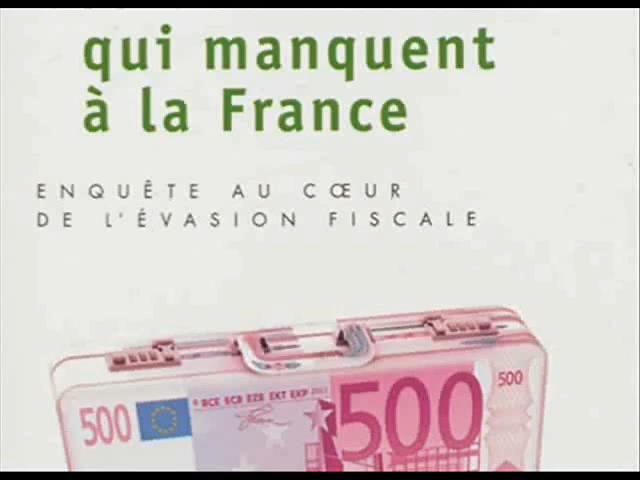 qui manquent
à la France
ENQUÊTE AU CŒUR
DE L'ÉVASION FISCALE
© BCE ECB EZB EKT EKP
500
500
500